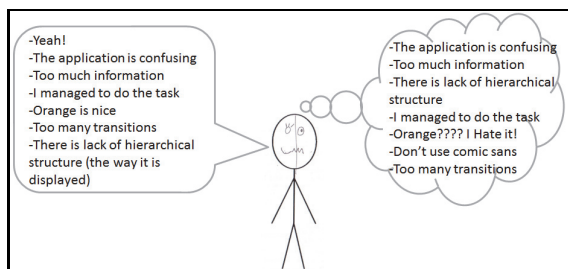 -Yeah!
-The application is confusing
-Too much information
-I managed to do the task
-Orange is nice
-Too many transitions
-There is lack of hierarchical
structure (the way it is
displayed)
-The application is confusing
-Too much information
-There is lack of hierarchical
structure
-I managed to do the task
-Orange???? I Hate it!
-Don't use comic sans
-Too many transitions